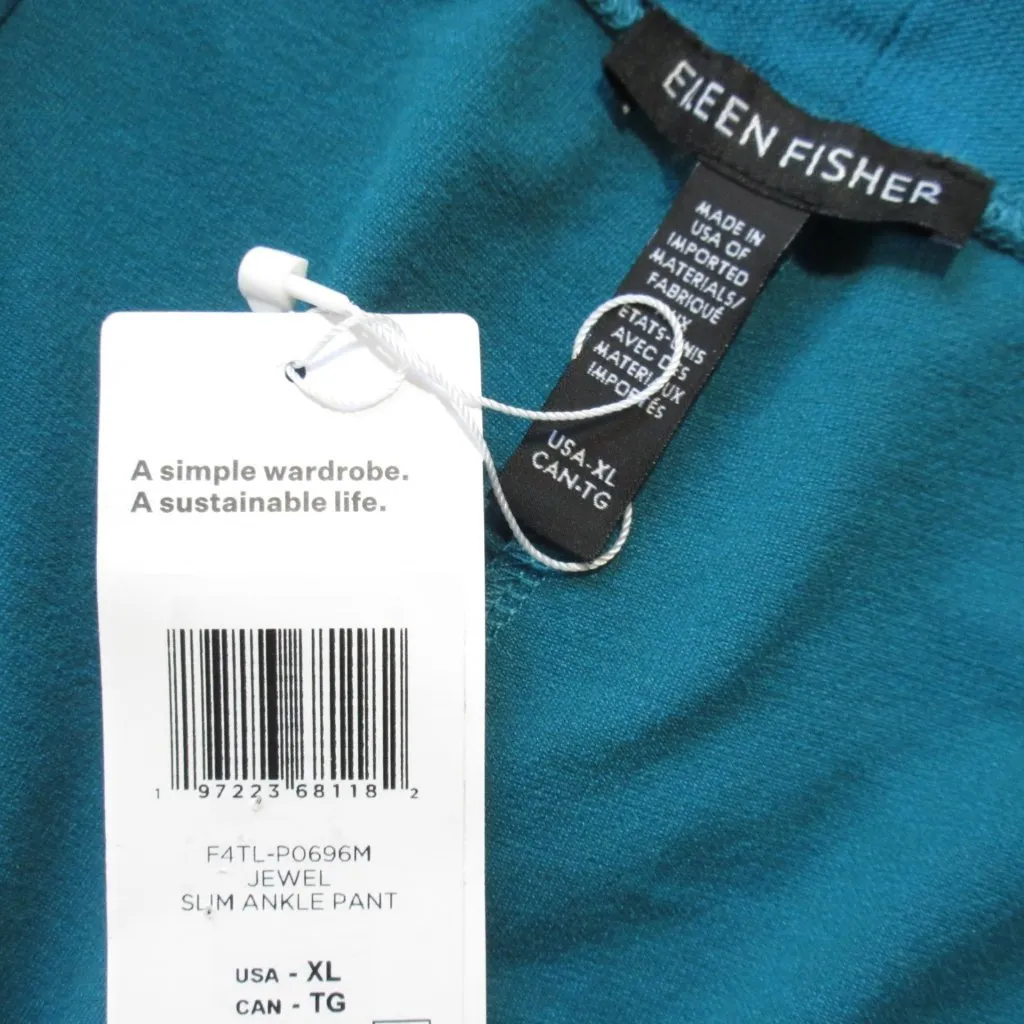 EILEEN FISHER
MADE IN
USA OF
IMPORTED
MATERIALS/
FABRIQUÉ
AVEC DES
IMPORTÉS
USA-XL
CAN-TG
A simple wardrobe.
A sustainable life.
1 97223 68118 2
F4TL-P0696M
JEWEL
SLIM ANKLE PANT
USA - XL
CAN - TG